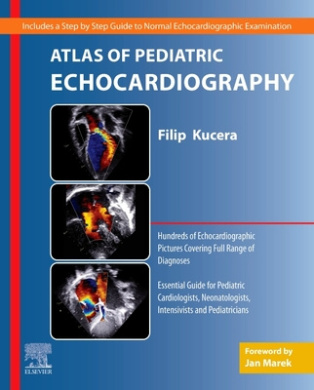 Includes a Step by Step Guide to Normal Echocardiographic Examination
ATLAS OF PEDIATRIC
ECHOCARDIOGRAPHY
Filip Kucera
Hundreds of Echocardiographic
Pictures Covering Full Range of
Diagnoses
Essential Guide for Pediatric
Cardiologists, Neonatologists,
Intensivists and Pediatricians
Foreword by
Jan Marek
ELSEVIER